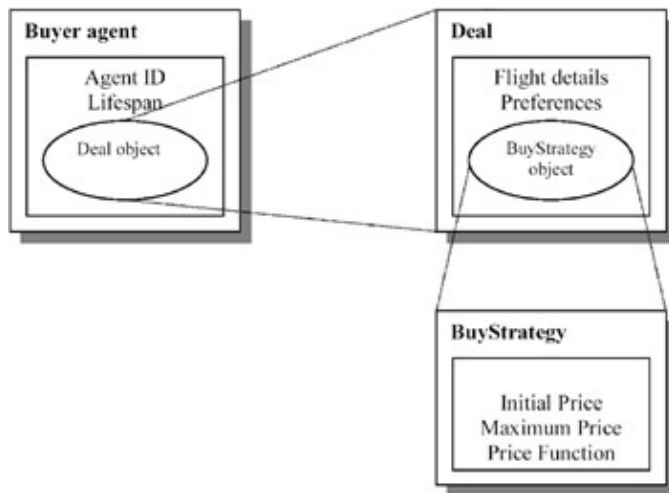 Buyer agent
Agent ID
Lifespan
Deal object
Deal
Flight details
Preferences
BuyStrategy
object
BuyStrategy
Initial Price
Maximum Price
Price Function